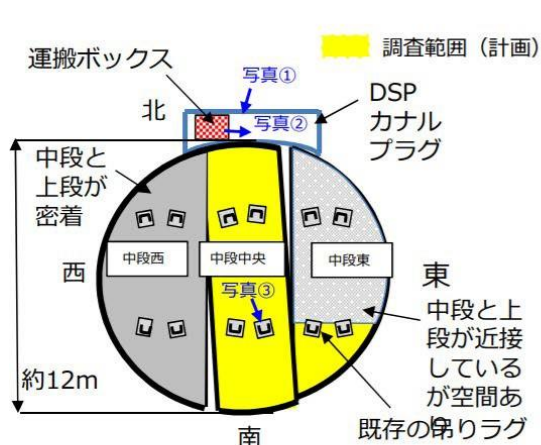 調査範囲（計画）
運搬ボックス
写真①
北
写真②
DSP
カナル
プラグ
中段と
上段が
密着
中段西
中段中央
中段東
西
東
写真③
中段と上
段が近接
している
が空間あ
り
約12m
既存の吊りラグ
南